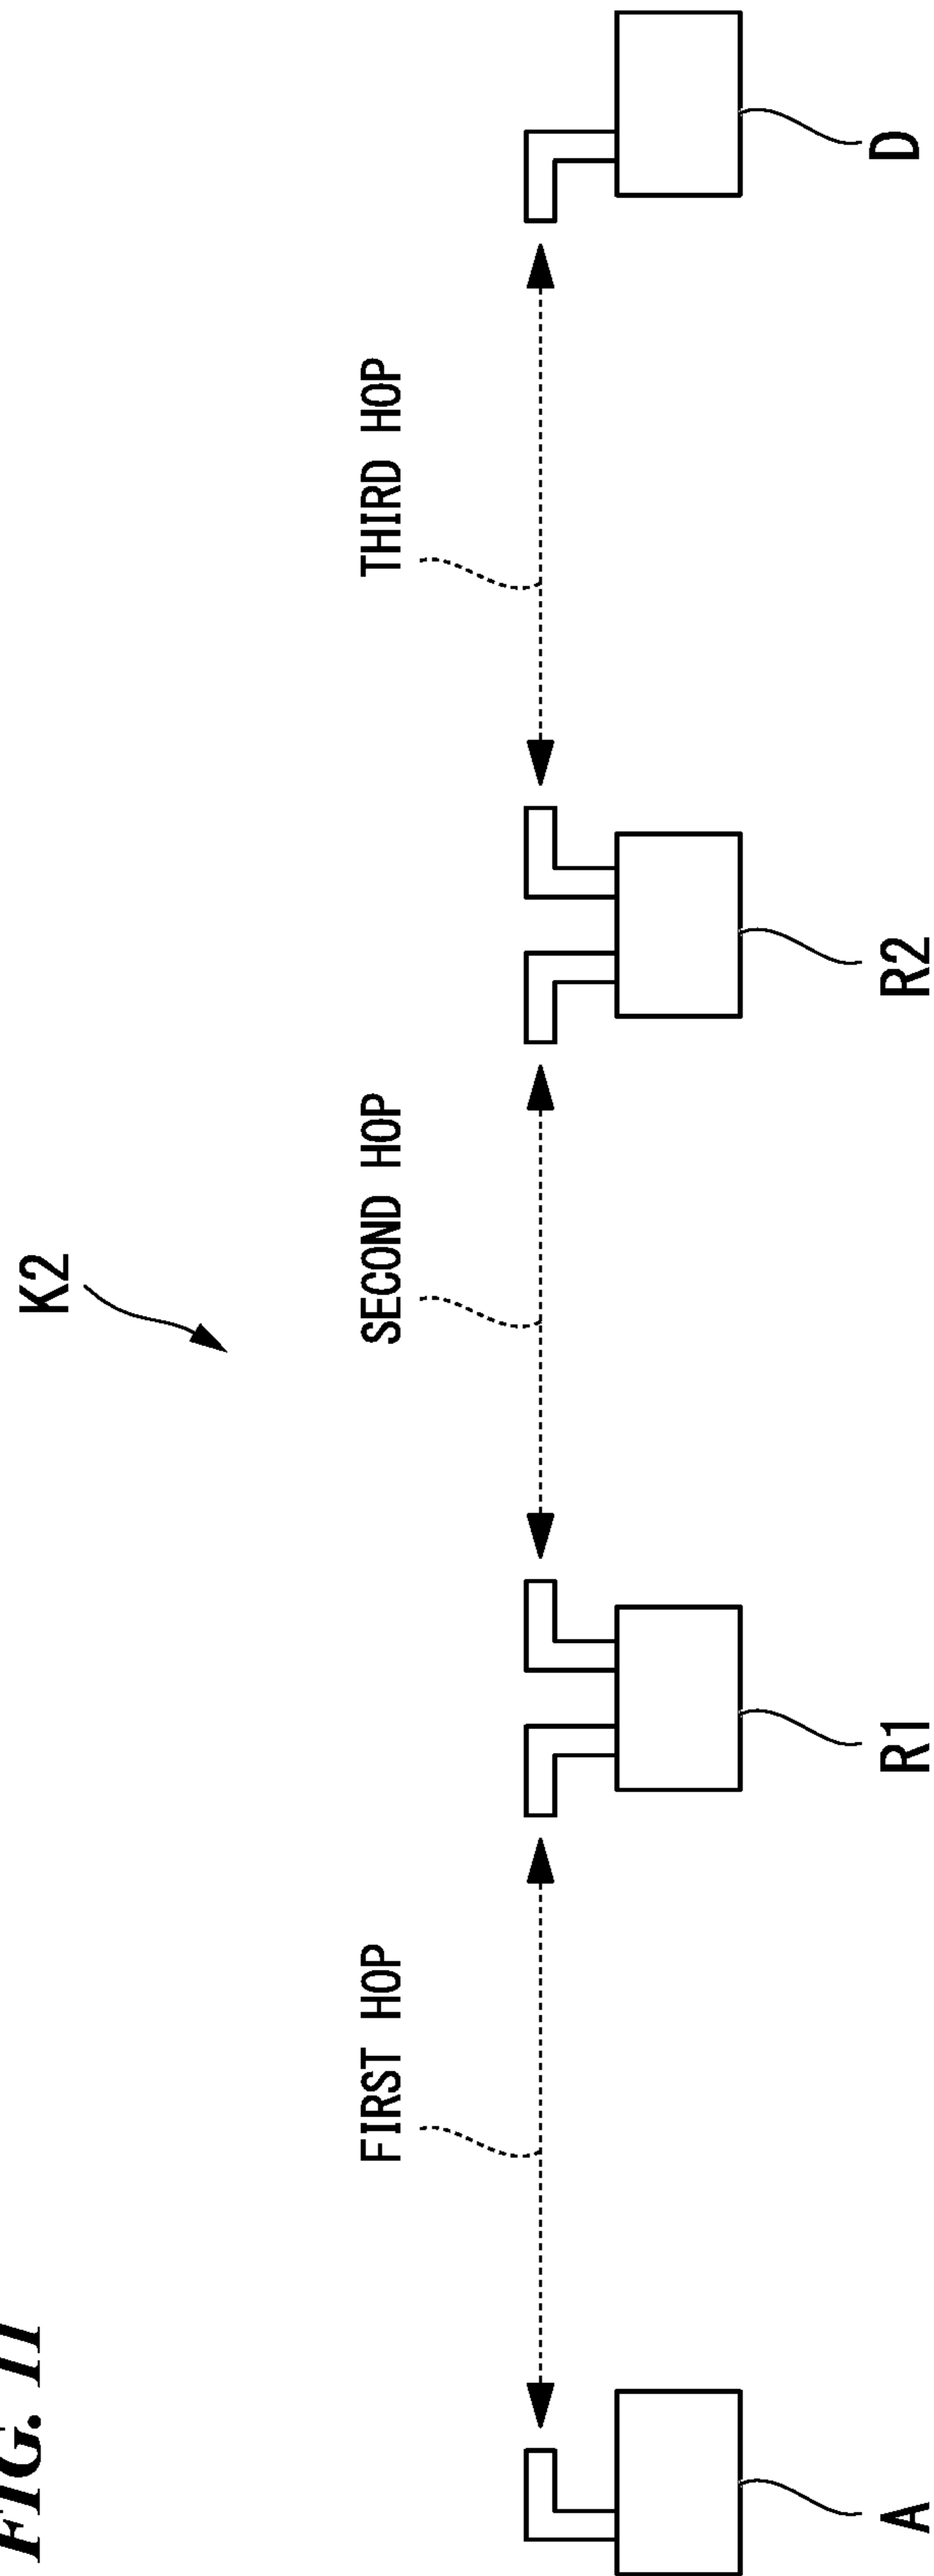 FIG. 11
K2
FIRST HOP
SECOND HOP
THIRD HOP
A
R1
R2
D